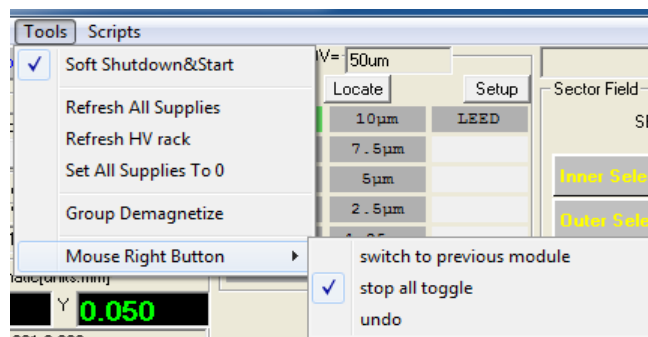 Tools Scripts
Soft Shutdown&Start
V= 50um
Locate Setup
Sector Field
Refresh All Supplies
10µm LEED
Refresh HV rack
7.5µm
Set All Supplies To 0
5µm
Inner Sele
Group Demagnetize
2.5µm
Outer Sele
Mouse Right Button
switch to previous module
stop all toggle
Y 0.050
undo